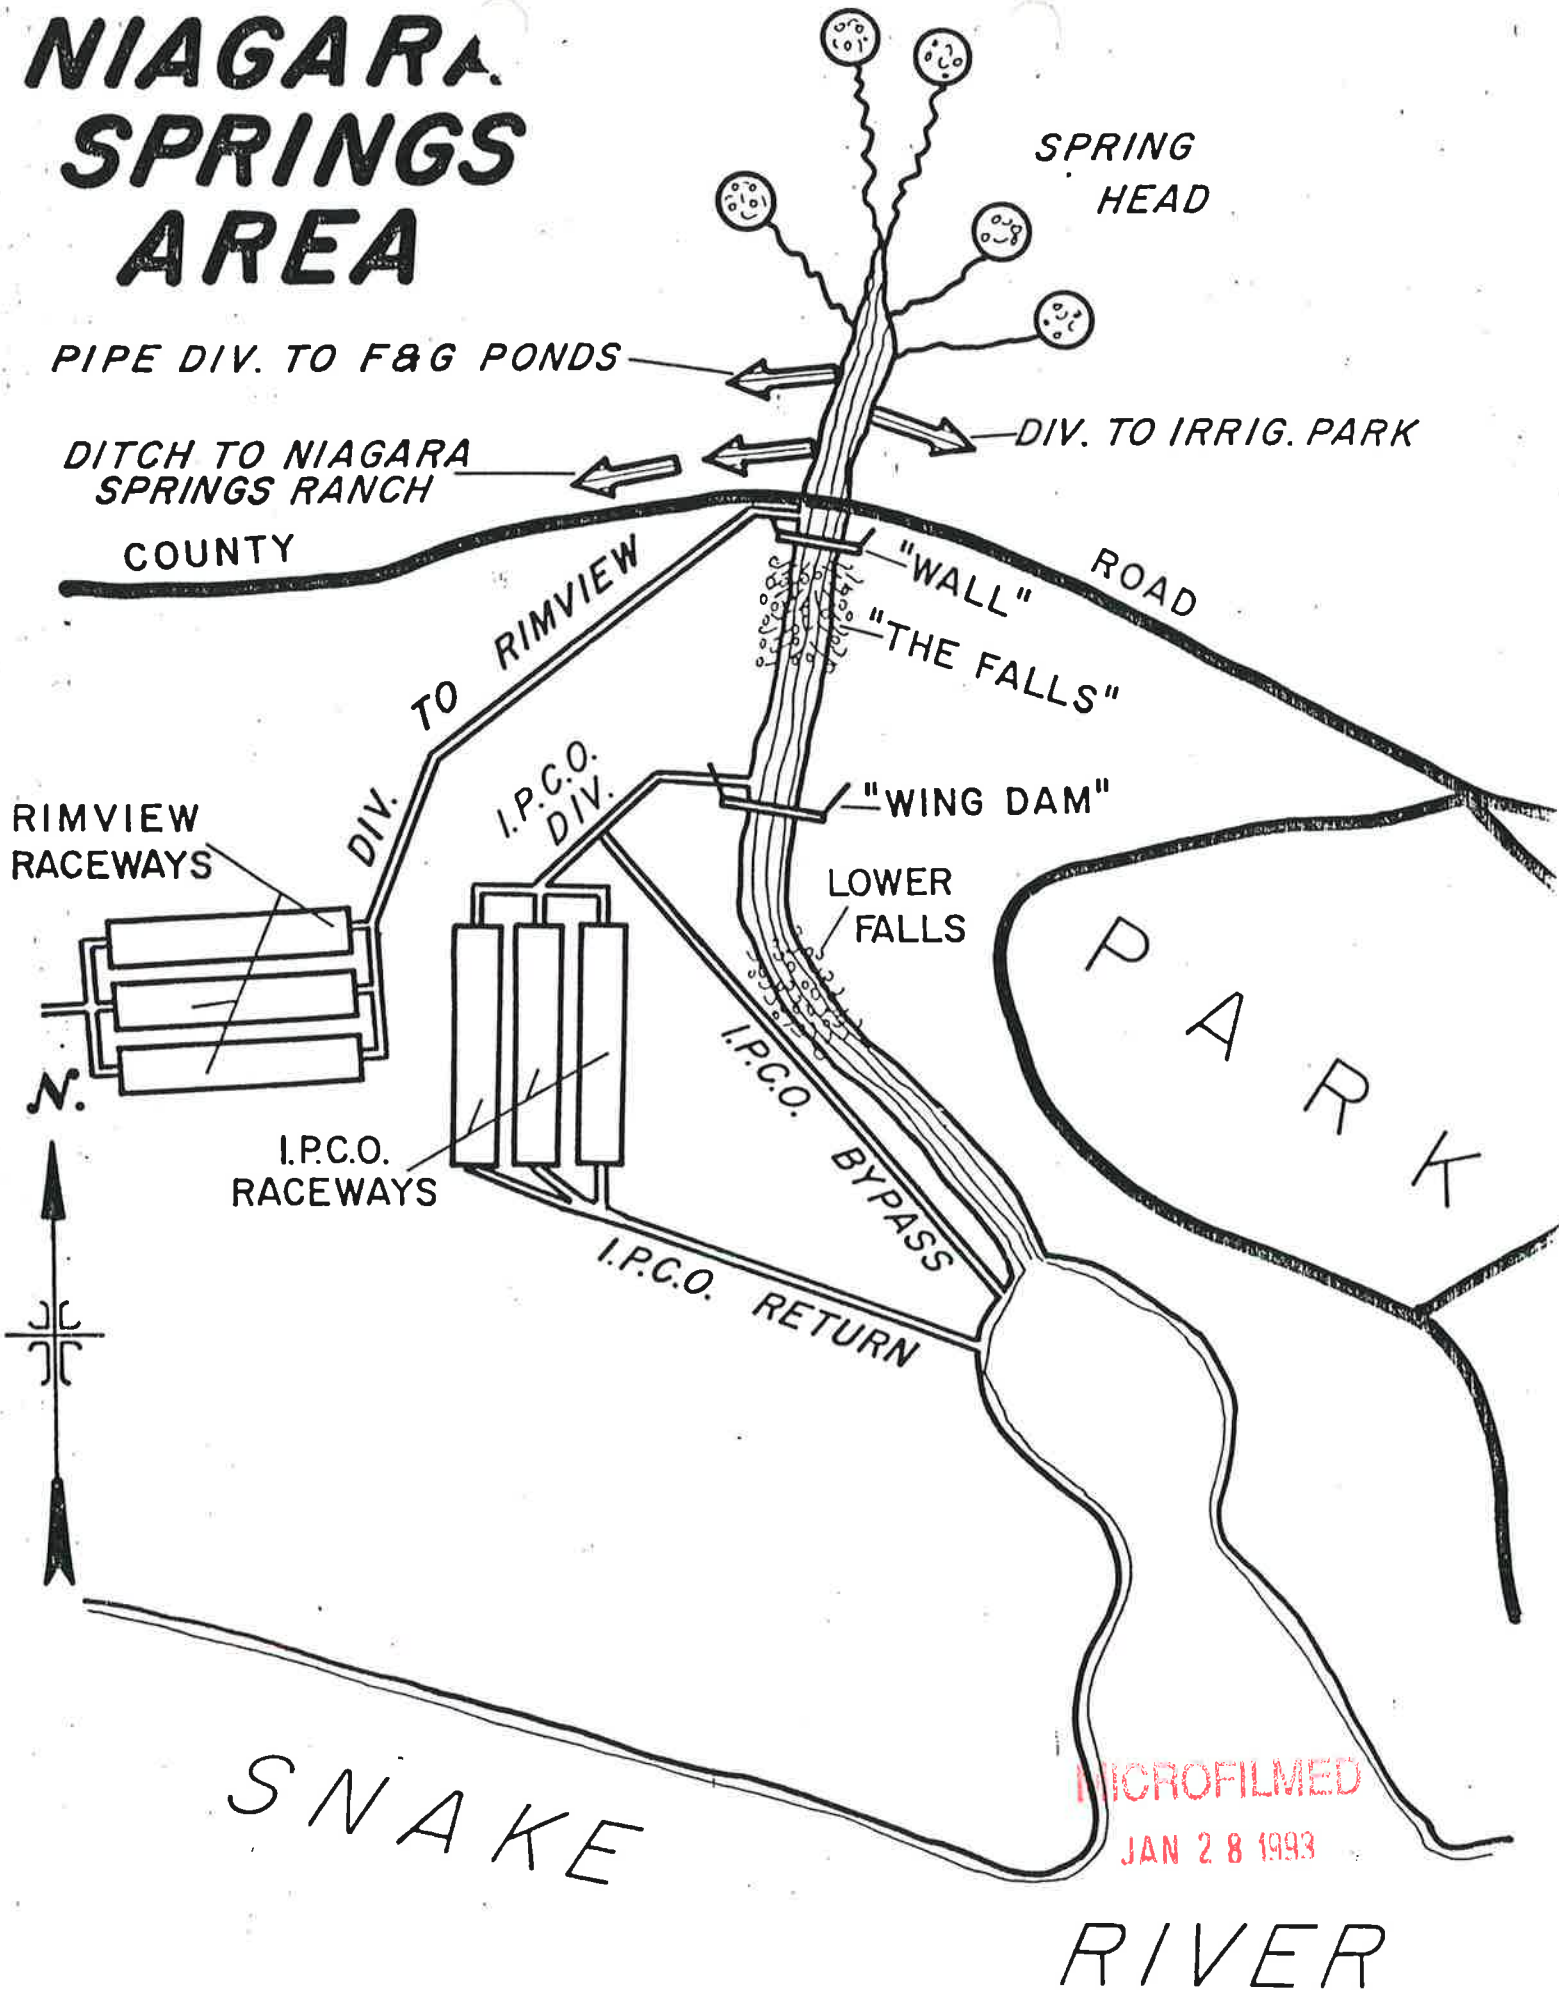 NIAGARA
SPRINGS
AREA
SPRING
HEAD
PIPE DIV. TO F&G PONDS
DIV. TO IRRIG. PARK
DITCH TO NIAGARA
SPRINGS RANCH
COUNTY
ROAD
"WALL"
"THE FALLS"
DIV. TO RIMVIEW
I.P.C.O.
DIV.
"WING DAM"
RIMVIEW
RACEWAYS
LOWER
FALLS
PARK
I.P.C.O. BYPASS
N.
I.P.C.O.
RACEWAYS
I.P.C.O. RETURN
SNAKE
RIVER
MICROFILMED
JAN 28 1993